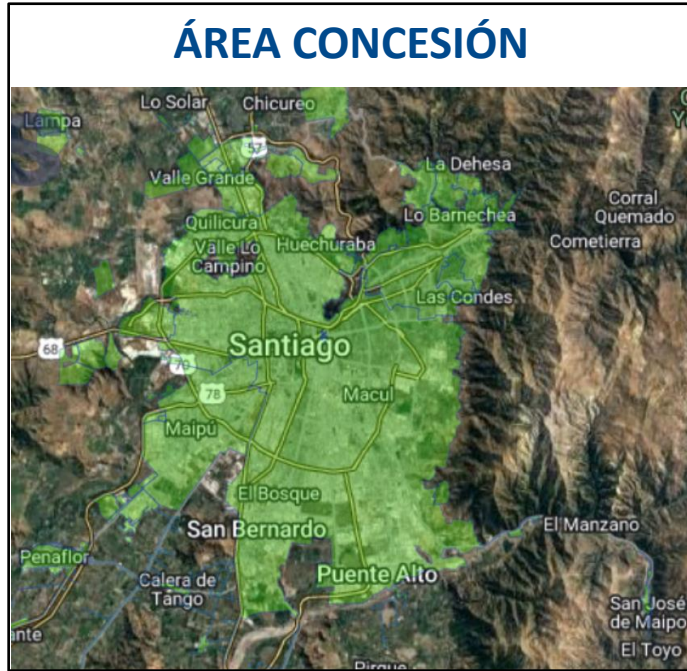 ÁREA CONCESIÓN
Lo Solar
Chicureo
Lampa
57
La Dehesa
Valle Grande
Corral
Quemado
Lo Barnechea
Quilicura
Huechuraba
Cometierra
Valle Lo
Campino
Las Condes
Santiago
68
78
Macul
Maipú
El Bosque
San Bernardo
El Manzano
Peñaflor
Puente Alto
Calera de
Tango
San José
de Maipo
El Toyo
Pirque